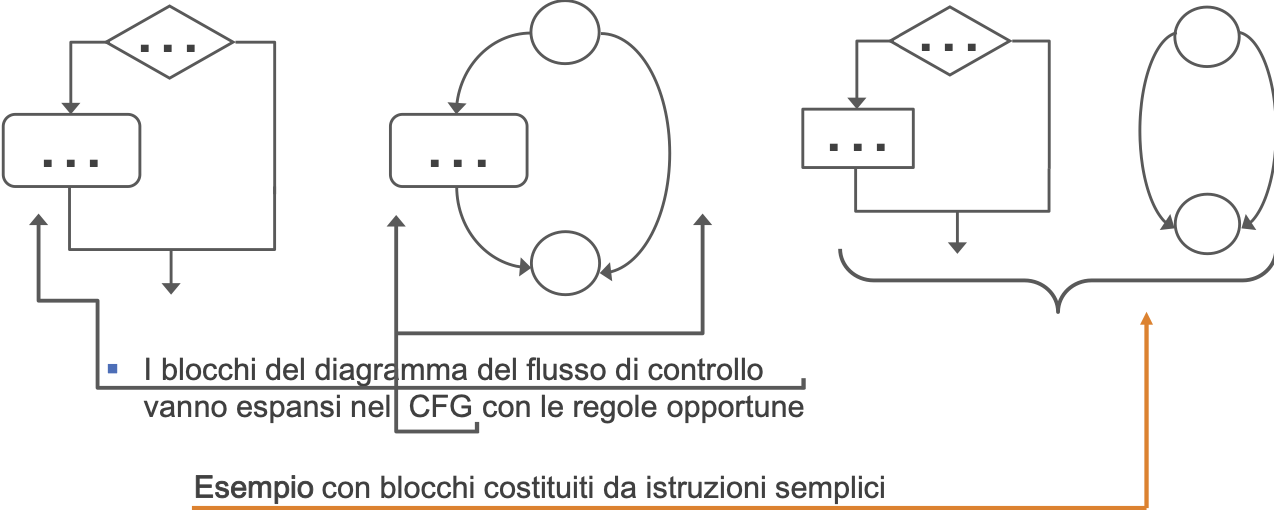 ...
...
...
...
...
▪ I blocchi del diagramma del flusso di controllo
vanno espansi nel CFG con le regole opportune
Esempio con blocchi costituiti da istruzioni semplici